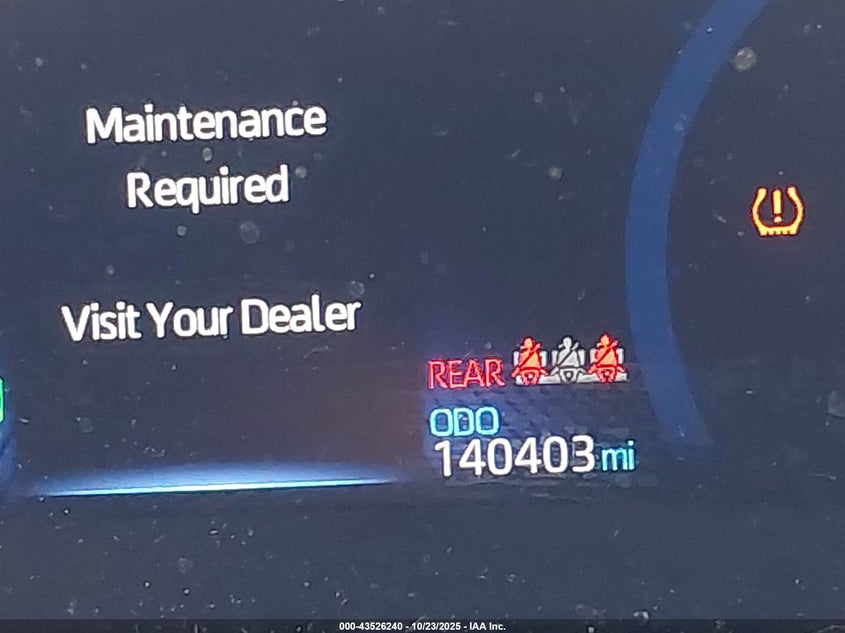 Maintenance
Required
Visit Your Dealer
REAR
ODO
140403 mi
000-43526240 - 10/23/2025 - IAA Inc.